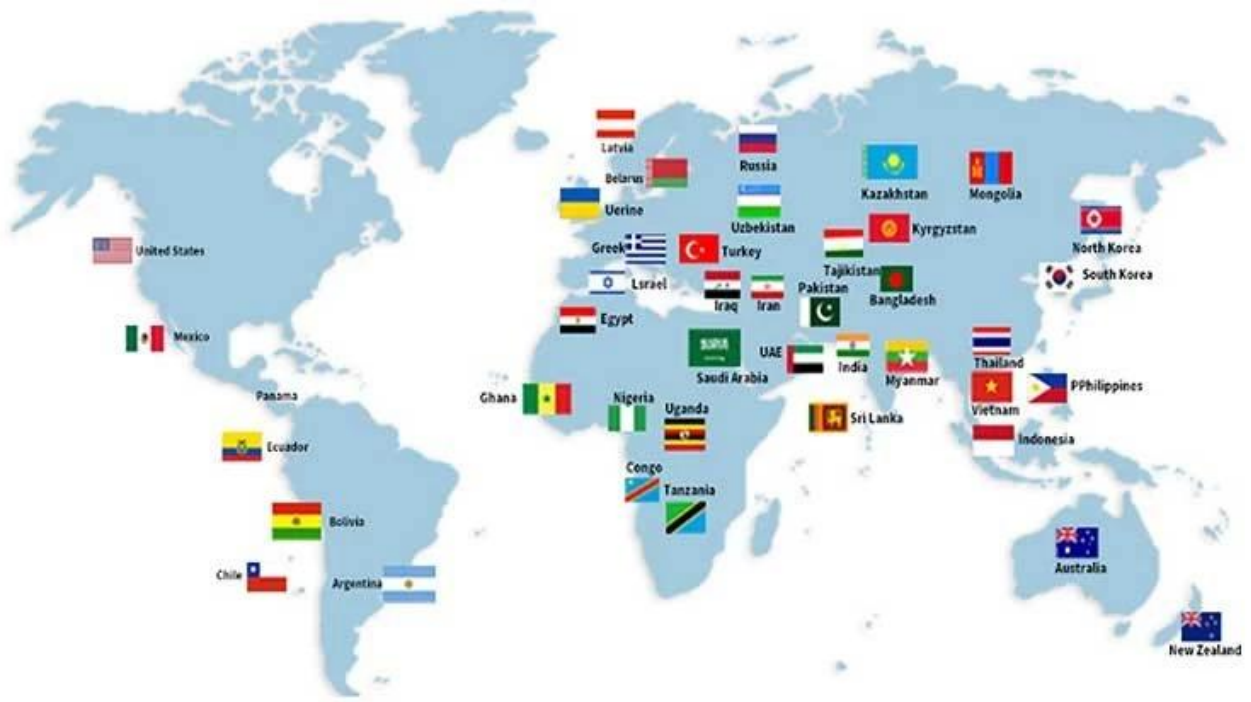 Latvia
Russia
Belarus
Kazakhstan
Mongolia
Uerine
Uzbekistan
Kyrgyzstan
North Korea
United States
Greek
Turkey
Tajikistan
South Korea
Lsrael
Iraq
Iran
Pakistan
Bangladesh
Egypt
Mexico
Saudi Arabia
UAE
India
Myanmar
Thailand
PPhilippines
Panama
Ghana
Nigeria
Uganda
Sri Lanka
Vietnam
Indonesia
Ecuador
Congo
Tanzania
Bolivia
Chile
Argentina
Australia
New Zealand